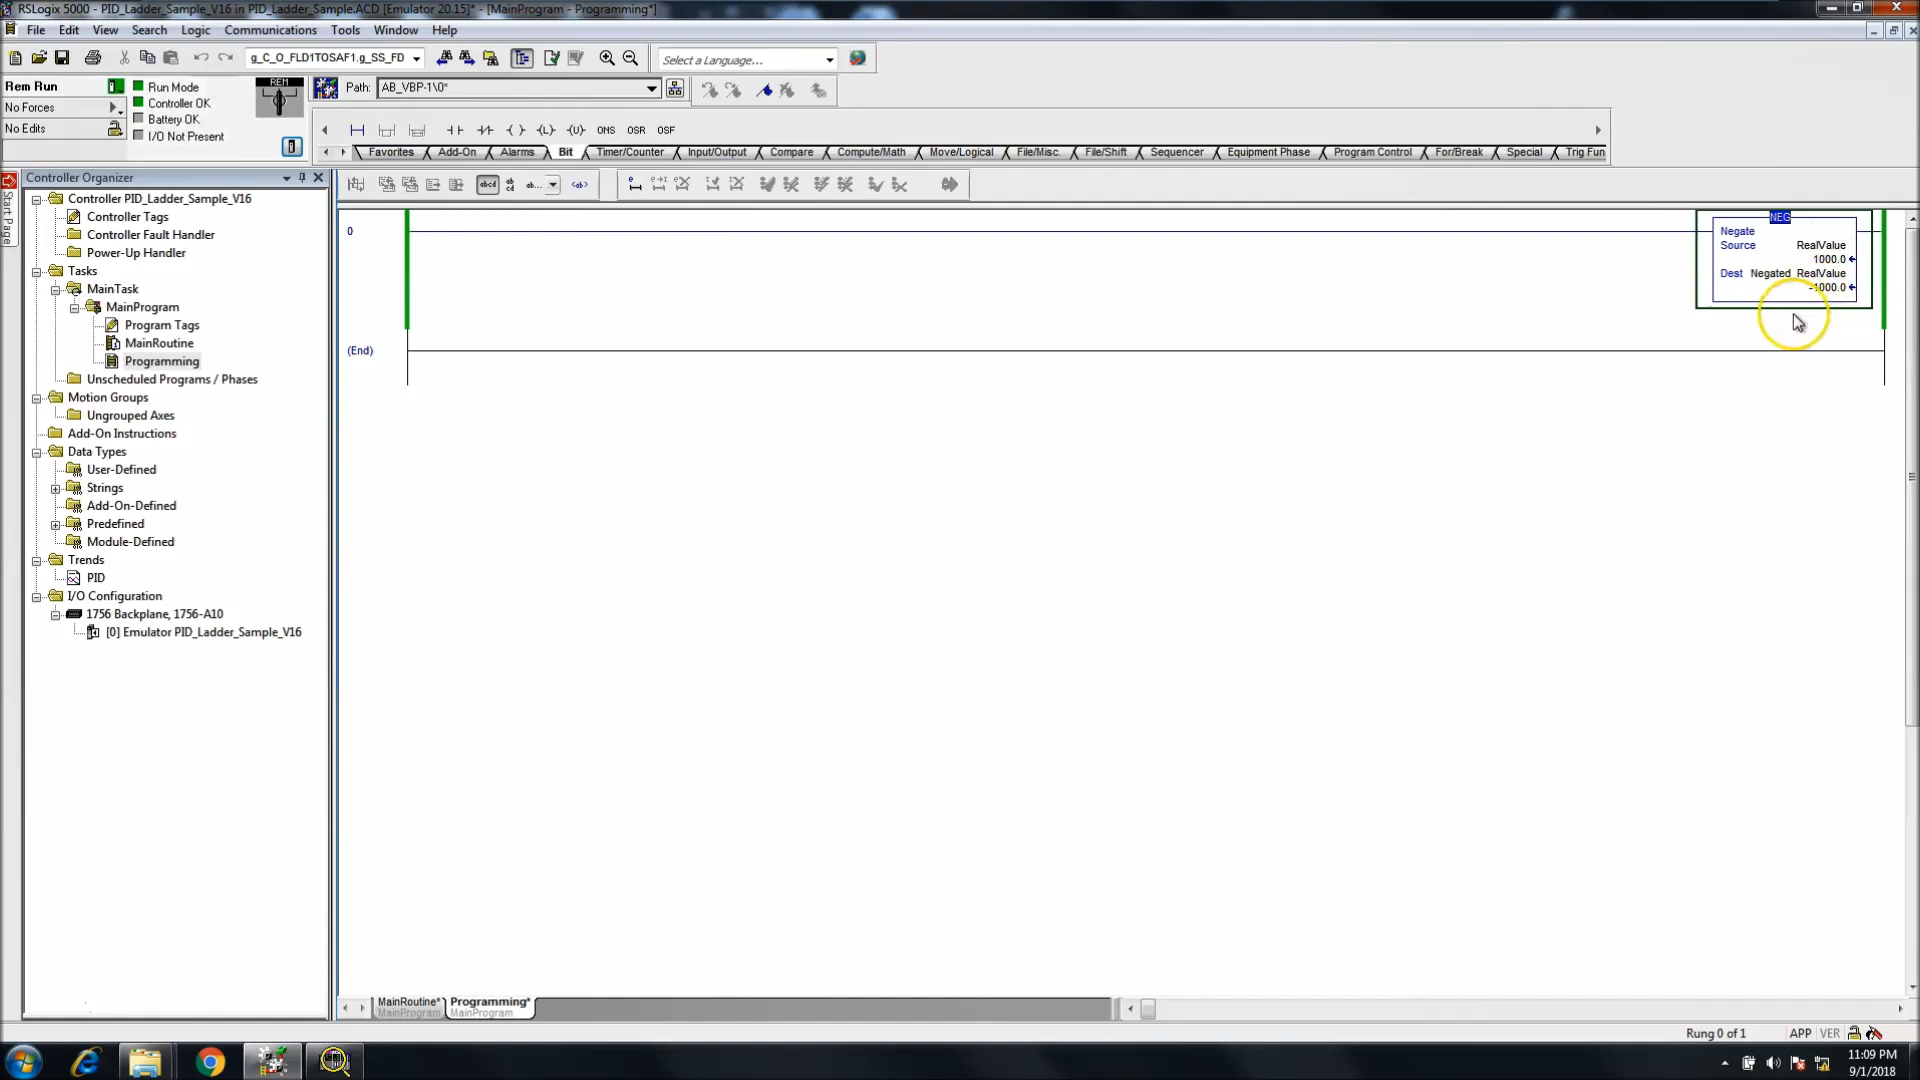 RSLogix 5000 - PID_Ladder_Sample_V16 in PID_Ladder_Sample.ACD [Emulator 20.15]* - [MainProgram - Programming*]
File Edit View Search Logic Communications Tools Window Help
g_C_O_FLD1TOSAF1.g_SS_FD
Select a Language...
Rem Run
No Forces
No Edits
Run Mode
Controller OK
Battery OK
I/O Not Present
REM
Path: AB_VBP-1\0*
ONS OSR OSF
Favorites Add-On Alarms Bit Timer/Counter Input/Output Compare Compute/Math Move/Logical File/Misc. File/Shift Sequencer Equipment Phase Program Control For/Break Special Trig Fun
Start Page
Controller Organizer
Controller PID_Ladder_Sample_V16
Controller Tags
Controller Fault Handler
Power-Up Handler
Tasks
MainTask
MainProgram
Program Tags
MainRoutine
Programming
Unscheduled Programs / Phases
Motion Groups
Ungrouped Axes
Add-On Instructions
Data Types
User-Defined
Strings
Add-On-Defined
Predefined
Module-Defined
Trends
PID
I/O Configuration
1756 Backplane, 1756-A10
[0] Emulator PID_Ladder_Sample_V16
0
NEG
Negate
Source RealValue
1000.0
Dest Negated_RealValue
-1000.0
(End)
MainRoutine* Programming*
MainProgram MainProgram
Rung 0 of 1 APP VER
11:09 PM
9/1/2018